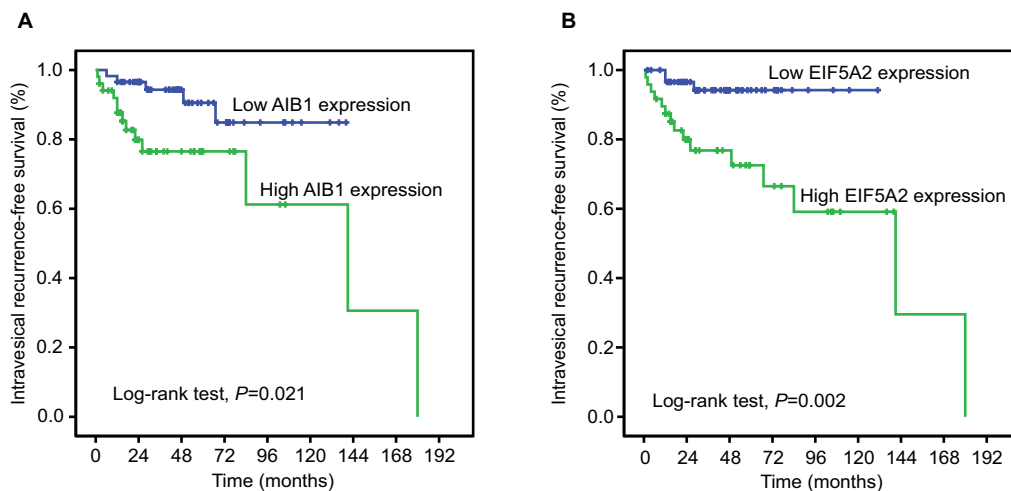 A
Intravesical recurrence-free survival (%)
1.0
0.8
0.6
0.4
0.2
0.0
Low AIB1 expression
High AIB1 expression
Log-rank test, P=0.021
0 24 48 72 96 120 144 168 192
Time (months)
B
Intravesical recurrence-free survival (%)
1.0
0.8
0.6
0.4
0.2
0.0
Low EIF5A2 expression
High EIF5A2 expression
Log-rank test, P=0.002
0 24 48 72 96 120 144 168 192
Time (months)